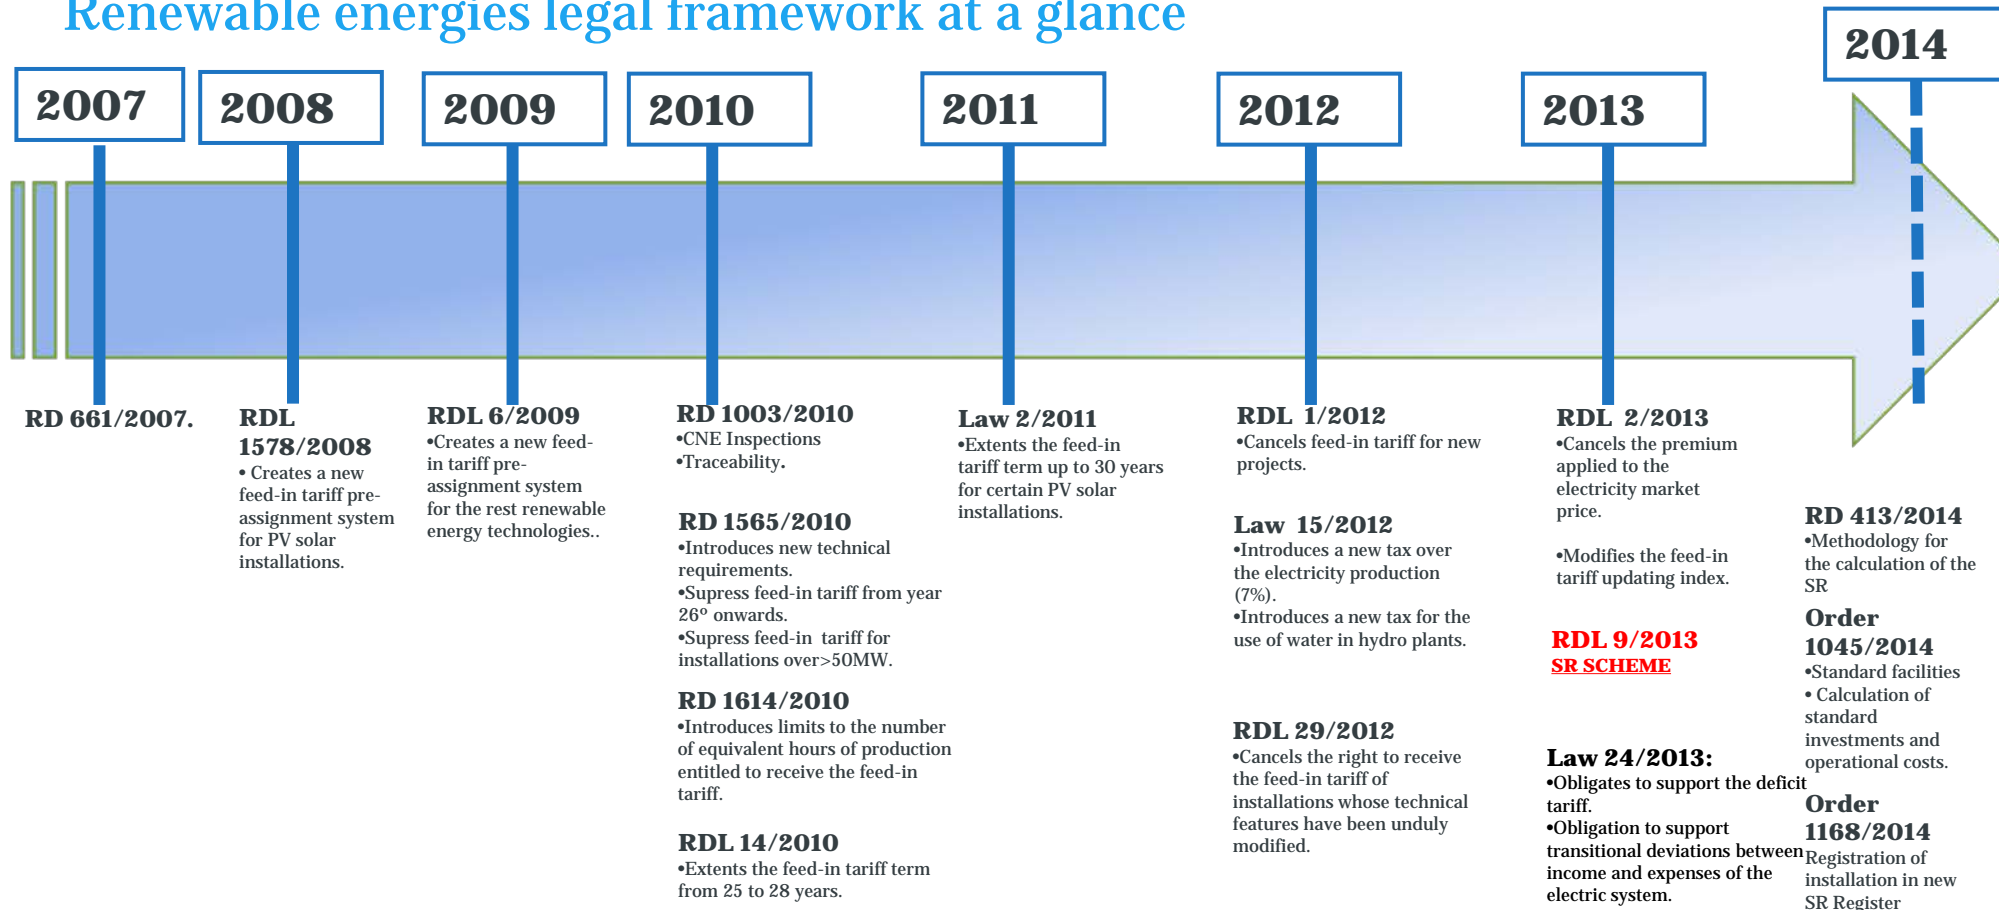 Renewable energies legal framework at a glance
2007
2008
2009
2010
2011
2012
2013
2014
RD 661/2007.
RDL
1578/2008
• Creates a new
feed-in tariff pre-
assignment system
for PV solar
installations.
RDL 6/2009
•Creates a new feed-
in tariff pre-
assignment system
for the rest renewable
energy technologies..
RD 1003/2010
•CNE Inspections
•Traceability.
RD 1565/2010
•Introduces new technical
requirements.
•Supress feed-in tariff from year
26º onwards.
•Supress feed-in tariff for
installations over>50MW.
RD 1614/2010
•Introduces limits to the number
of equivalent hours of production
entitled to receive the feed-in
tariff.
RDL 14/2010
•Extents the feed-in tariff term
from 25 to 28 years.
Law 2/2011
•Extents the feed-in
tariff term up to 30 years
for certain PV solar
installations.
RDL 1/2012
•Cancels feed-in tariff for new
projects.
Law 15/2012
•Introduces a new tax over
the electricity production
(7%).
•Introduces a new tax for the
use of water in hydro plants.
RDL 29/2012
•Cancels the right to receive
the feed-in tariff of
installations whose technical
features have been unduly
modified.
RDL 2/2013
•Cancels the premium
applied to the
electricity market
price.
•Modifies the feed-in
tariff updating index.
RDL 9/2013
SR SCHEME
Law 24/2013:
•Obligates to support the deficit
tariff.
•Obligation to support
transitional deviations between
income and expenses of the
electric system.
RD 413/2014
•Methodology for
the calculation of the
SR
Order
1045/2014
•Standard facilities
• Calculation of
standard
investments and
operational costs.
Order
1168/2014
Registration of
installation in new
SR Register